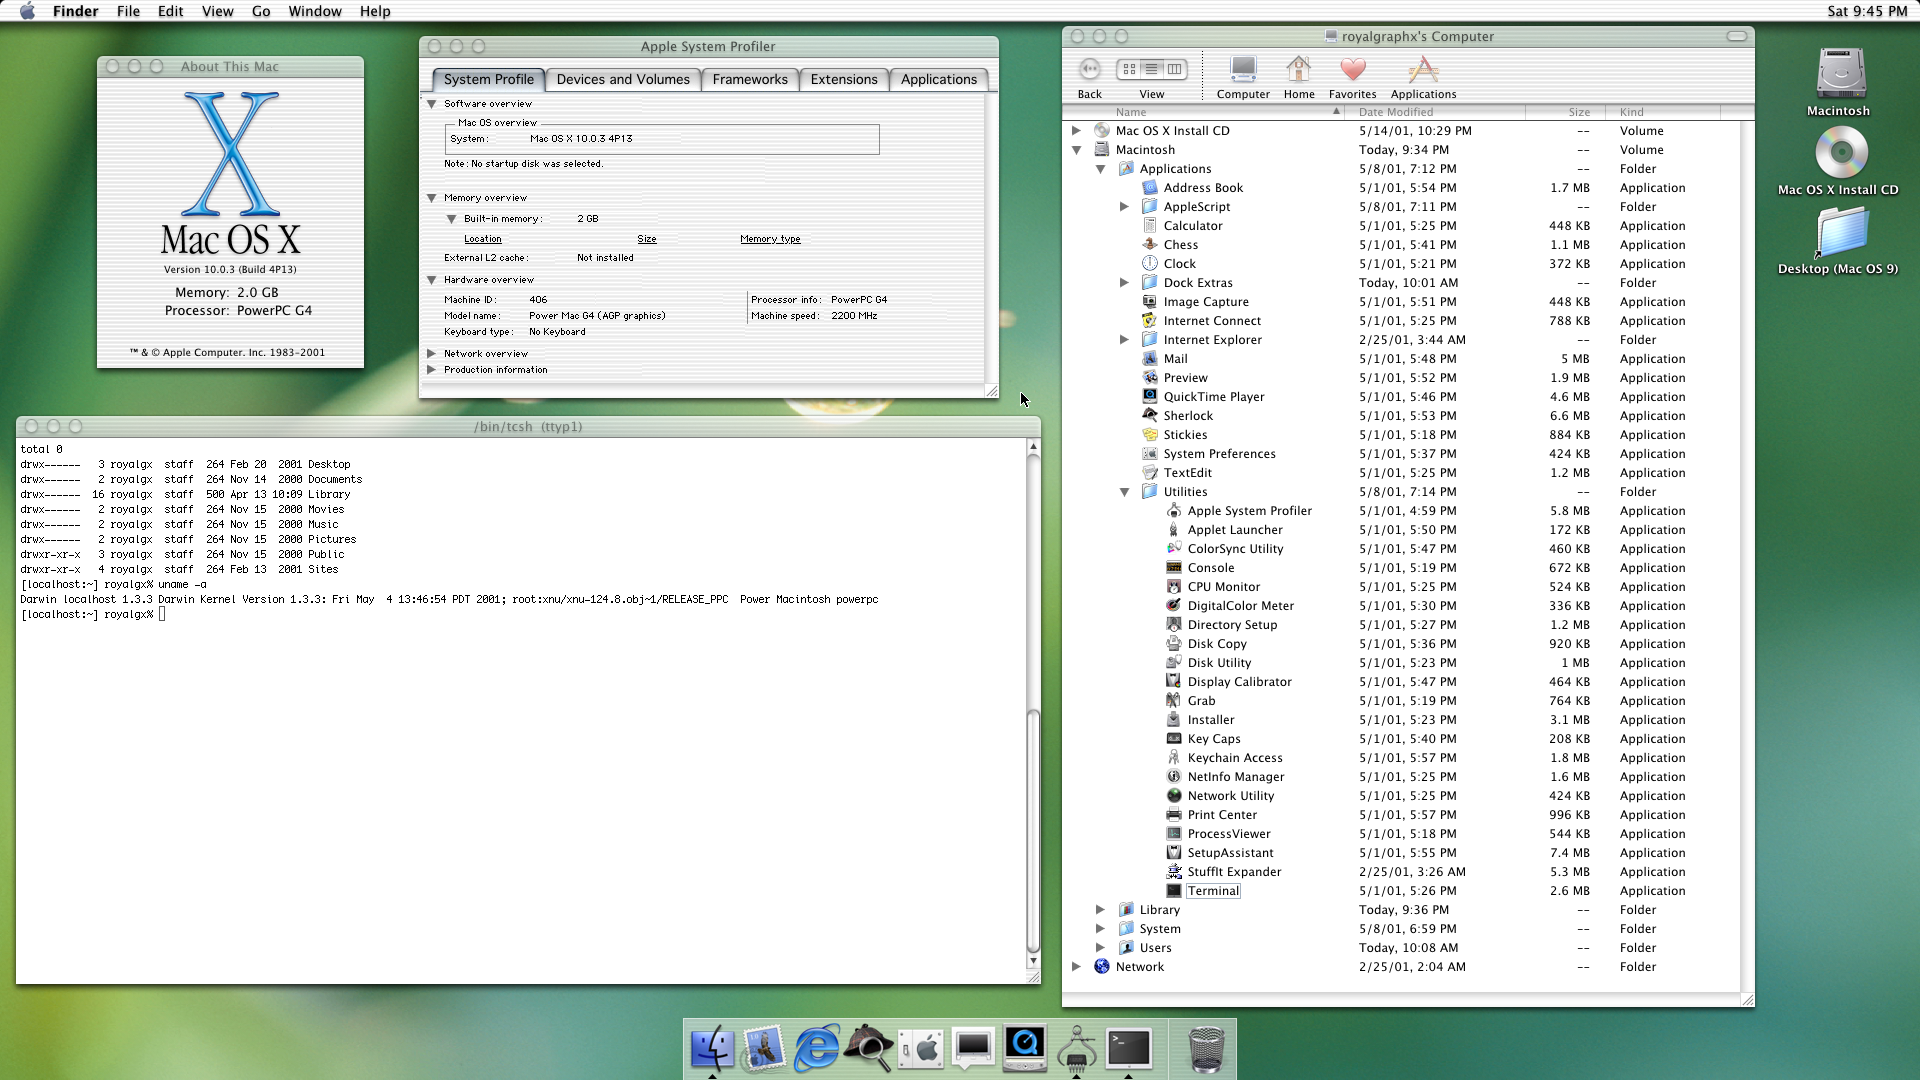 Finder File Edit View Go Window Help Sat 9:45 PM
About This Mac
Mac OS X
Version 10.0.3 (Build 4P13)
Memory: 2.0 GB
Processor: PowerPC G4
™ & © Apple Computer. Inc. 1983-2001
Apple System Profiler
System Profile Devices and Volumes Frameworks Extensions Applications
Software overview
Mac OS overview
System: Mac OS X 10.0.3 4P13
Note: No startup disk was selected.
Memory overview
Built-in memory: 2 GB
Location Size Memory type
External L2 cache: Not installed
Hardware overview
Machine ID: 406 Processor info: PowerPC G4
Model name: Power Mac G4 (AGP graphics) Machine speed: 2200 MHz
Keyboard type: No Keyboard
Network overview
Production information
/bin/tcsh (ttyp1)
total 0
drwx------ 3 royalgx staff 264 Feb 20 2001 Desktop
drwx------ 2 royalgx staff 264 Nov 14 2000 Documents
drwx------ 16 royalgx staff 500 Apr 13 10:09 Library
drwx------ 2 royalgx staff 264 Nov 15 2000 Movies
drwx------ 2 royalgx staff 264 Nov 15 2000 Music
drwx------ 2 royalgx staff 264 Nov 15 2000 Pictures
drwxr-xr-x 3 royalgx staff 264 Nov 15 2000 Public
drwxr-xr-x 4 royalgx staff 264 Feb 13 2001 Sites
[localhost:~] royalgx% uname -a
Darwin localhost 1.3.3 Darwin Kernel Version 1.3.3: Fri May 4 13:46:54 PDT 2001; root:xnu/xnu-124.8.obj~1/RELEASE_PPC Power Macintosh powerpc
[localhost:~] royalgx%
royalgraphx's Computer
Back View Computer Home Favorites Applications
Name Date Modified Size Kind
Mac OS X Install CD 5/14/01, 10:29 PM -- Volume
Macintosh Today, 9:34 PM -- Volume
Applications 5/8/01, 7:12 PM -- Folder
Address Book 5/1/01, 5:54 PM 1.7 MB Application
AppleScript 5/8/01, 7:11 PM -- Folder
Calculator 5/1/01, 5:25 PM 448 KB Application
Chess 5/1/01, 5:41 PM 1.1 MB Application
Clock 5/1/01, 5:21 PM 372 KB Application
Dock Extras Today, 10:01 AM -- Folder
Image Capture 5/1/01, 5:51 PM 448 KB Application
Internet Connect 5/1/01, 5:25 PM 788 KB Application
Internet Explorer 2/25/01, 3:44 AM -- Folder
Mail 5/1/01, 5:48 PM 5 MB Application
Preview 5/1/01, 5:52 PM 1.9 MB Application
QuickTime Player 5/1/01, 5:46 PM 4.6 MB Application
Sherlock 5/1/01, 5:53 PM 6.6 MB Application
Stickies 5/1/01, 5:18 PM 884 KB Application
System Preferences 5/1/01, 5:37 PM 424 KB Application
TextEdit 5/1/01, 5:25 PM 1.2 MB Application
Utilities 5/8/01, 7:14 PM -- Folder
Apple System Profiler 5/1/01, 4:59 PM 5.8 MB Application
Applet Launcher 5/1/01, 5:50 PM 172 KB Application
ColorSync Utility 5/1/01, 5:47 PM 460 KB Application
Console 5/1/01, 5:19 PM 672 KB Application
CPU Monitor 5/1/01, 5:25 PM 524 KB Application
DigitalColor Meter 5/1/01, 5:30 PM 336 KB Application
Directory Setup 5/1/01, 5:27 PM 1.2 MB Application
Disk Copy 5/1/01, 5:36 PM 920 KB Application
Disk Utility 5/1/01, 5:23 PM 1 MB Application
Display Calibrator 5/1/01, 5:47 PM 464 KB Application
Grab 5/1/01, 5:19 PM 764 KB Application
Installer 5/1/01, 5:23 PM 3.1 MB Application
Key Caps 5/1/01, 5:40 PM 208 KB Application
Keychain Access 5/1/01, 5:57 PM 1.8 MB Application
NetInfo Manager 5/1/01, 5:25 PM 1.6 MB Application
Network Utility 5/1/01, 5:25 PM 424 KB Application
Print Center 5/1/01, 5:57 PM 996 KB Application
ProcessViewer 5/1/01, 5:18 PM 544 KB Application
SetupAssistant 5/1/01, 5:55 PM 7.4 MB Application
StuffIt Expander 2/25/01, 3:26 AM 5.3 MB Application
Terminal 5/1/01, 5:26 PM 2.6 MB Application
Library Today, 9:36 PM -- Folder
System 5/8/01, 6:59 PM -- Folder
Users Today, 10:08 AM -- Folder
Network 2/25/01, 2:04 AM -- Folder
Macintosh
Mac OS X Install CD
Desktop (Mac OS 9)